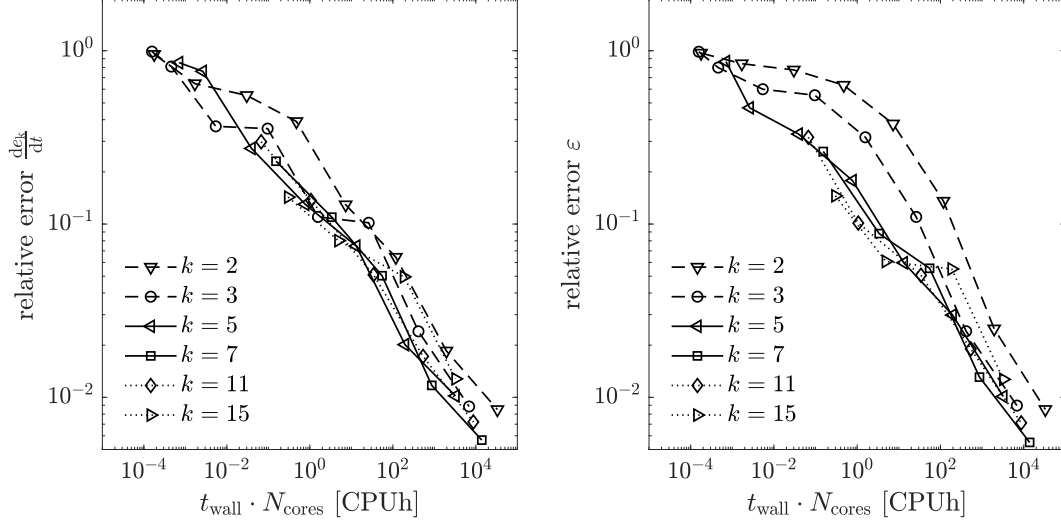 relative error de_k/dt
10^0
10^-1
10^-2
k = 2
k = 3
k = 5
k = 7
k = 11
k = 15
10^-4 10^-2 10^0 10^2 10^4
t_wall · N_cores [CPUh]
relative error ε
10^0
10^-1
10^-2
k = 2
k = 3
k = 5
k = 7
k = 11
k = 15
10^-4 10^-2 10^0 10^2 10^4
t_wall · N_cores [CPUh]